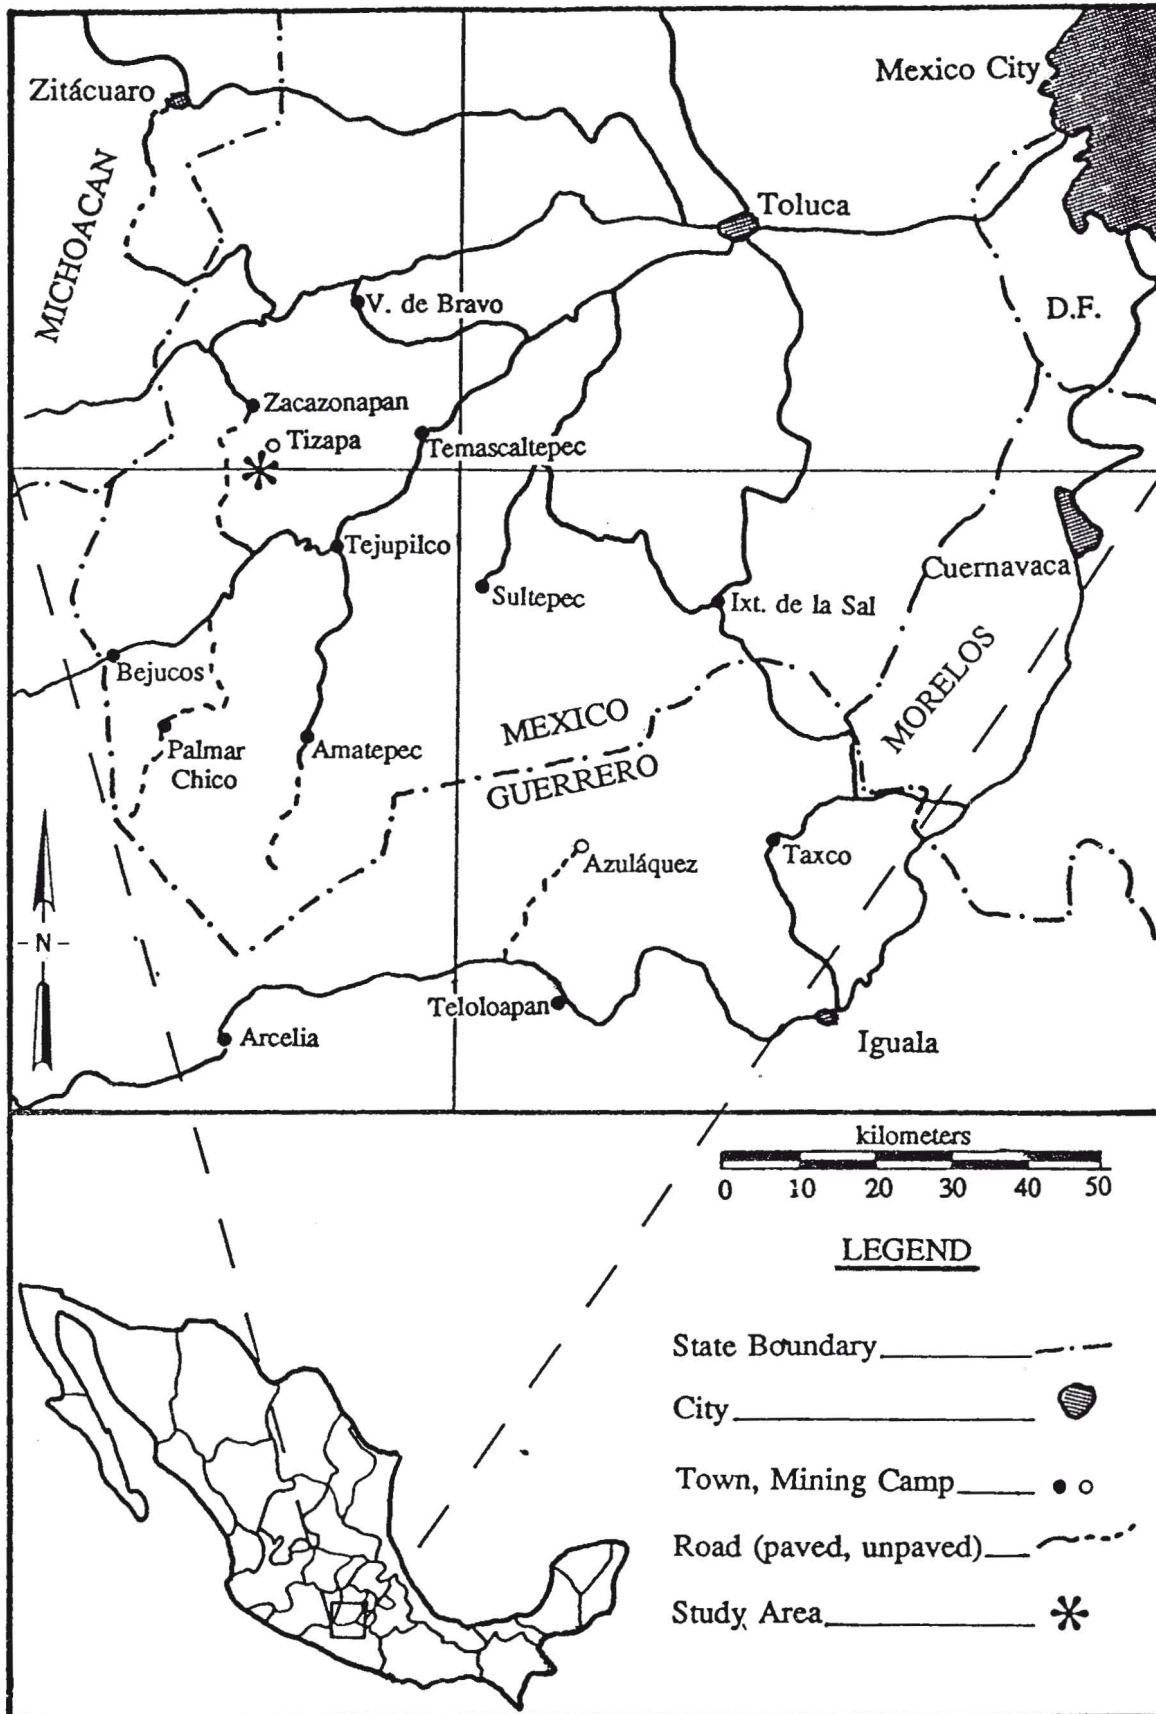 Mexico City
Zitácuaro
MICHOACAN
Toluca
V. de Bravo
D.F.
Zacazonapan
Tizapa
Temascaltepec
Tejupilco
Cuernavaca
Sultepec
Ixt. de la Sal
Bejucos
MORELOS
MEXICO
GUERRERO
Palmar
Chico
Amatepec
Azuláquez
Taxco
N
Teloloapan
Arcelia
Iguala
kilometers
0 10 20 30 40 50
LEGEND
State Boundary
City
Town, Mining Camp
Road (paved, unpaved)
Study Area